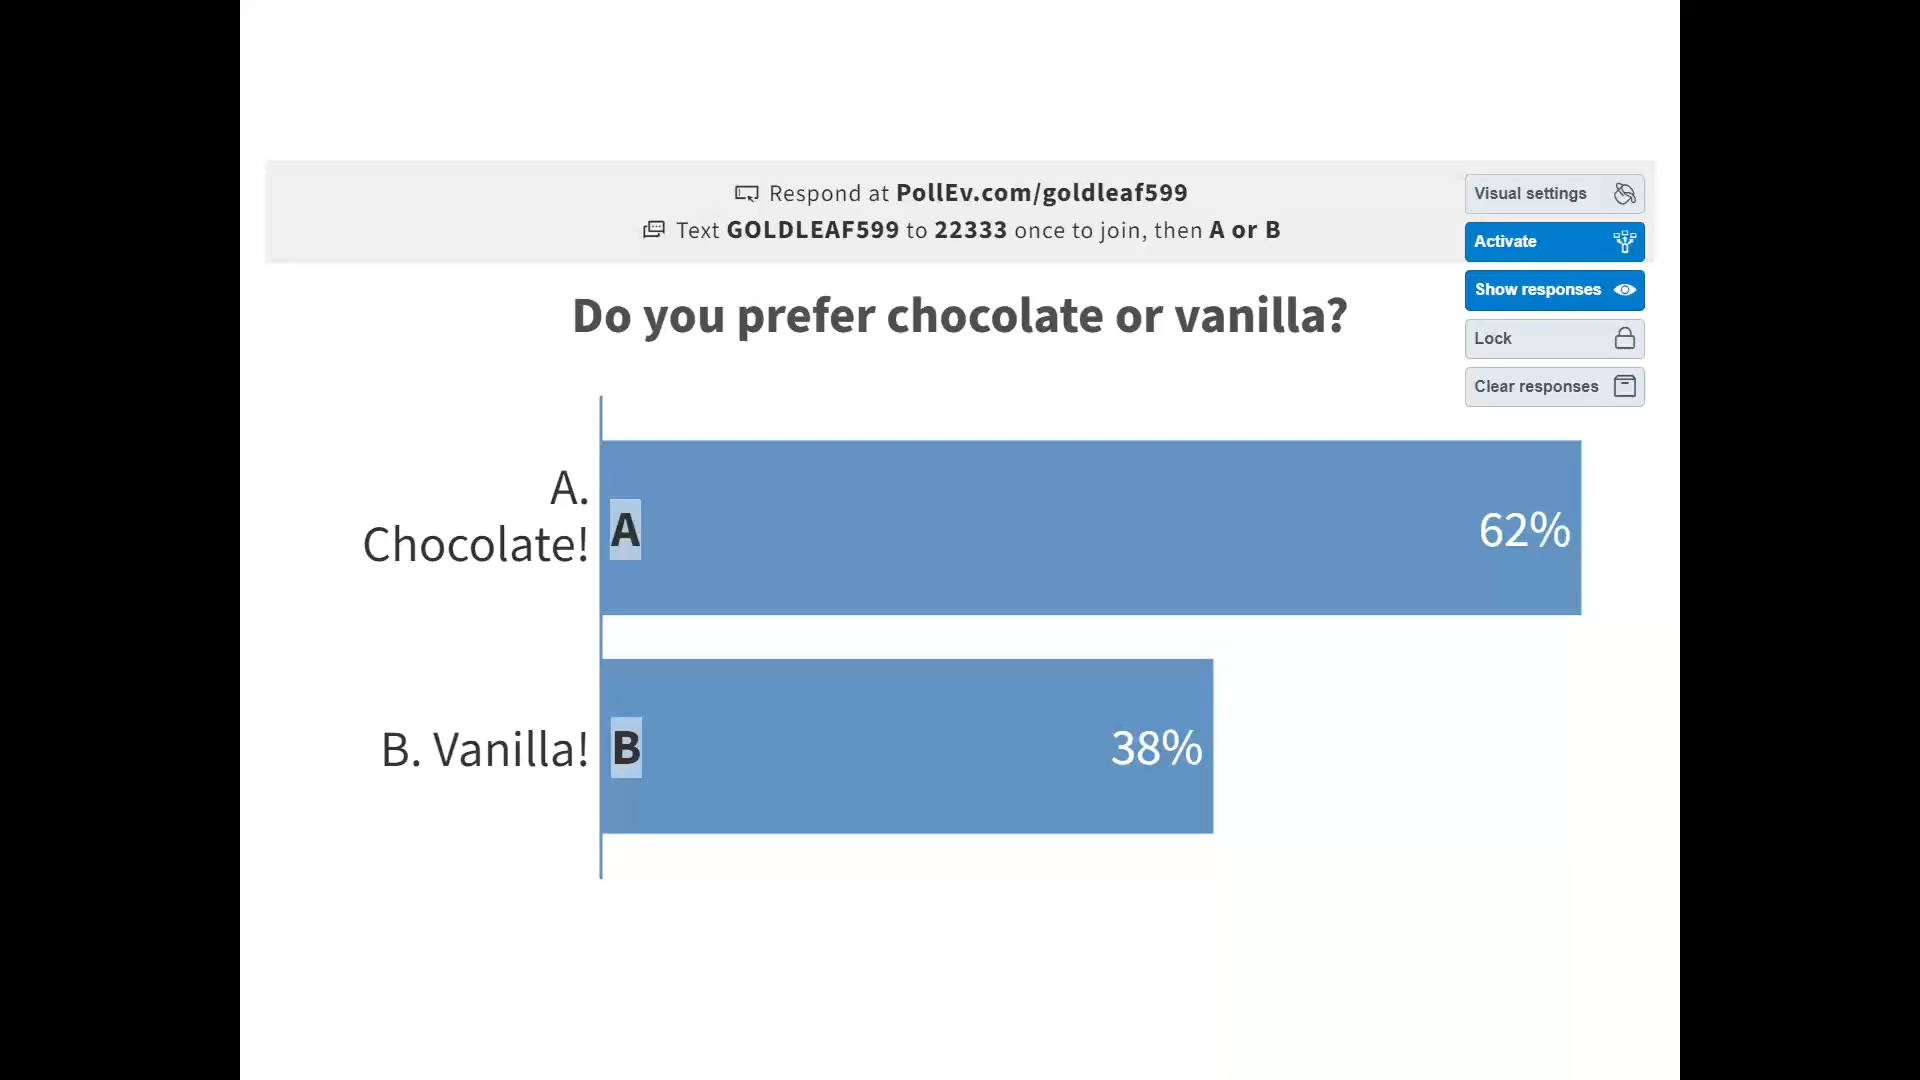 Respond at PollEv.com/goldleaf599
Text GOLDLEAF599 to 22333 once to join, then A or B
Visual settings
Activate
Show responses
Lock
Clear responses
Do you prefer chocolate or vanilla?
A.
Chocolate!
A
62%
B. Vanilla!
B
38%